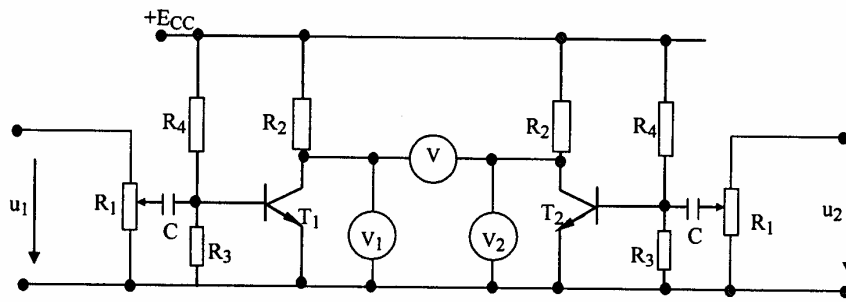 +E_CC
R4 R2 R2 R4
V
u1 R1 C T1 T2 C R1 u2
V1 V2
R3 R3